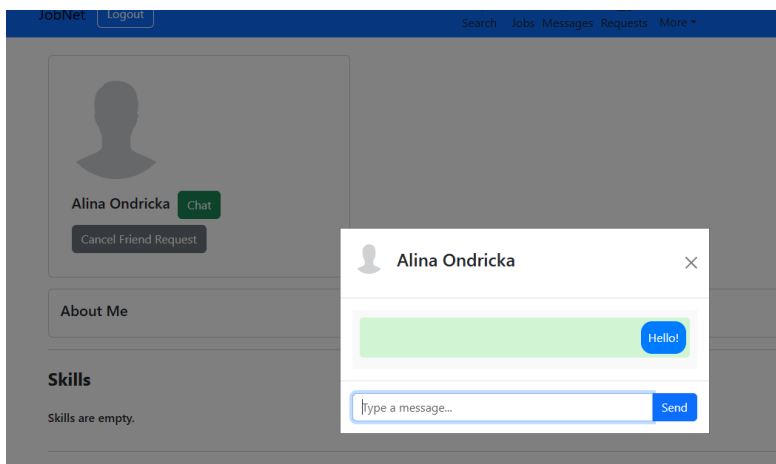 JobNet Logout Search Jobs Messages Requests More
Alina Ondricka Chat
Cancel Friend Request
Alina Ondricka
About Me
Hello!
Skills
Type a message... Send
Skills are empty.